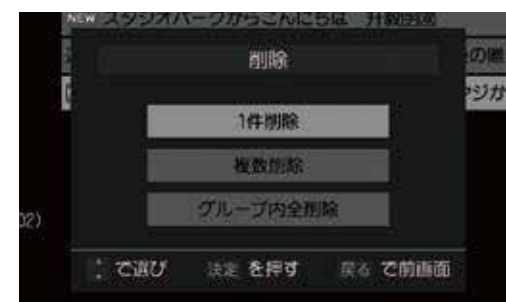 NEW スタジオパークからこんにちは
の
削除
ジか
1件削除
複数削除
グループ内全削除
02)
で選び 決定 を押す 戻る で前画面